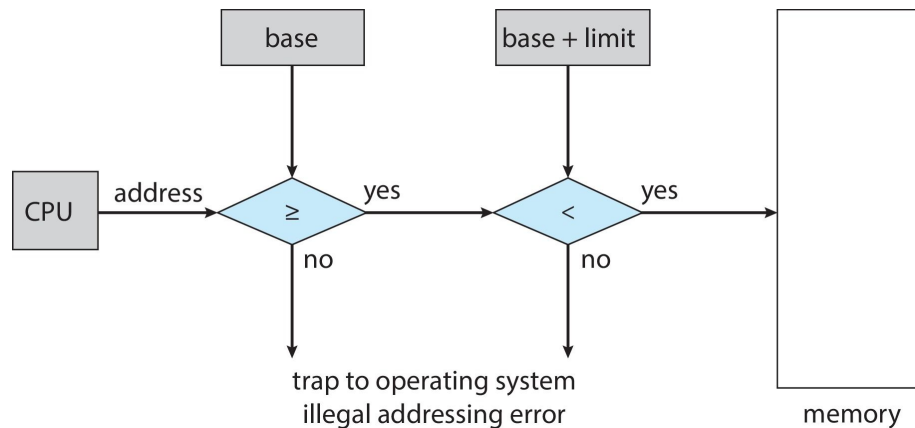 base
base + limit
CPU
address
≥
yes
<
yes
no
no
trap to operating system
illegal addressing error
memory